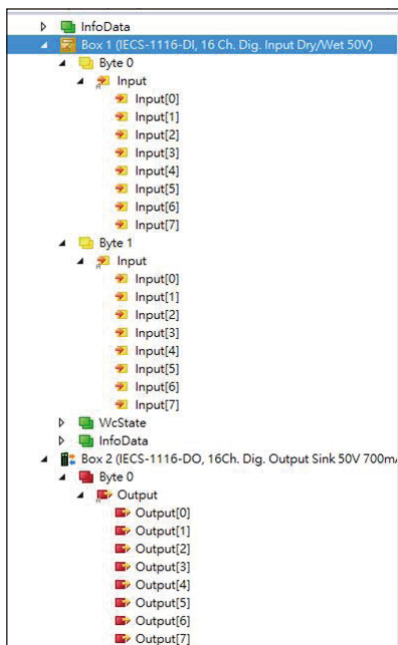 InfoData
Box 1 (IECS-1116-DI, 16 Ch. Dig. Input Dry/Wet 50V)
Byte 0
Input
Input[0]
Input[1]
Input[2]
Input[3]
Input[4]
Input[5]
Input[6]
Input[7]
Byte 1
Input
Input[0]
Input[1]
Input[2]
Input[3]
Input[4]
Input[5]
Input[6]
Input[7]
WcState
InfoData
Box 2 (IECS-1116-DO, 16Ch. Dig. Output Sink 50V 700m
Byte 0
Output
Output[0]
Output[1]
Output[2]
Output[3]
Output[4]
Output[5]
Output[6]
Output[7]